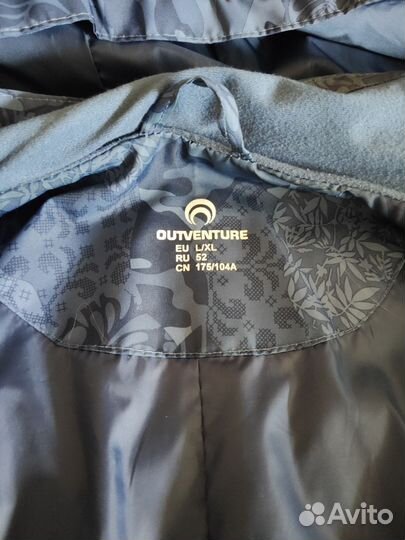 OUTVENTURE
EU L/XL
RU 52
CN 175/104A
Avito